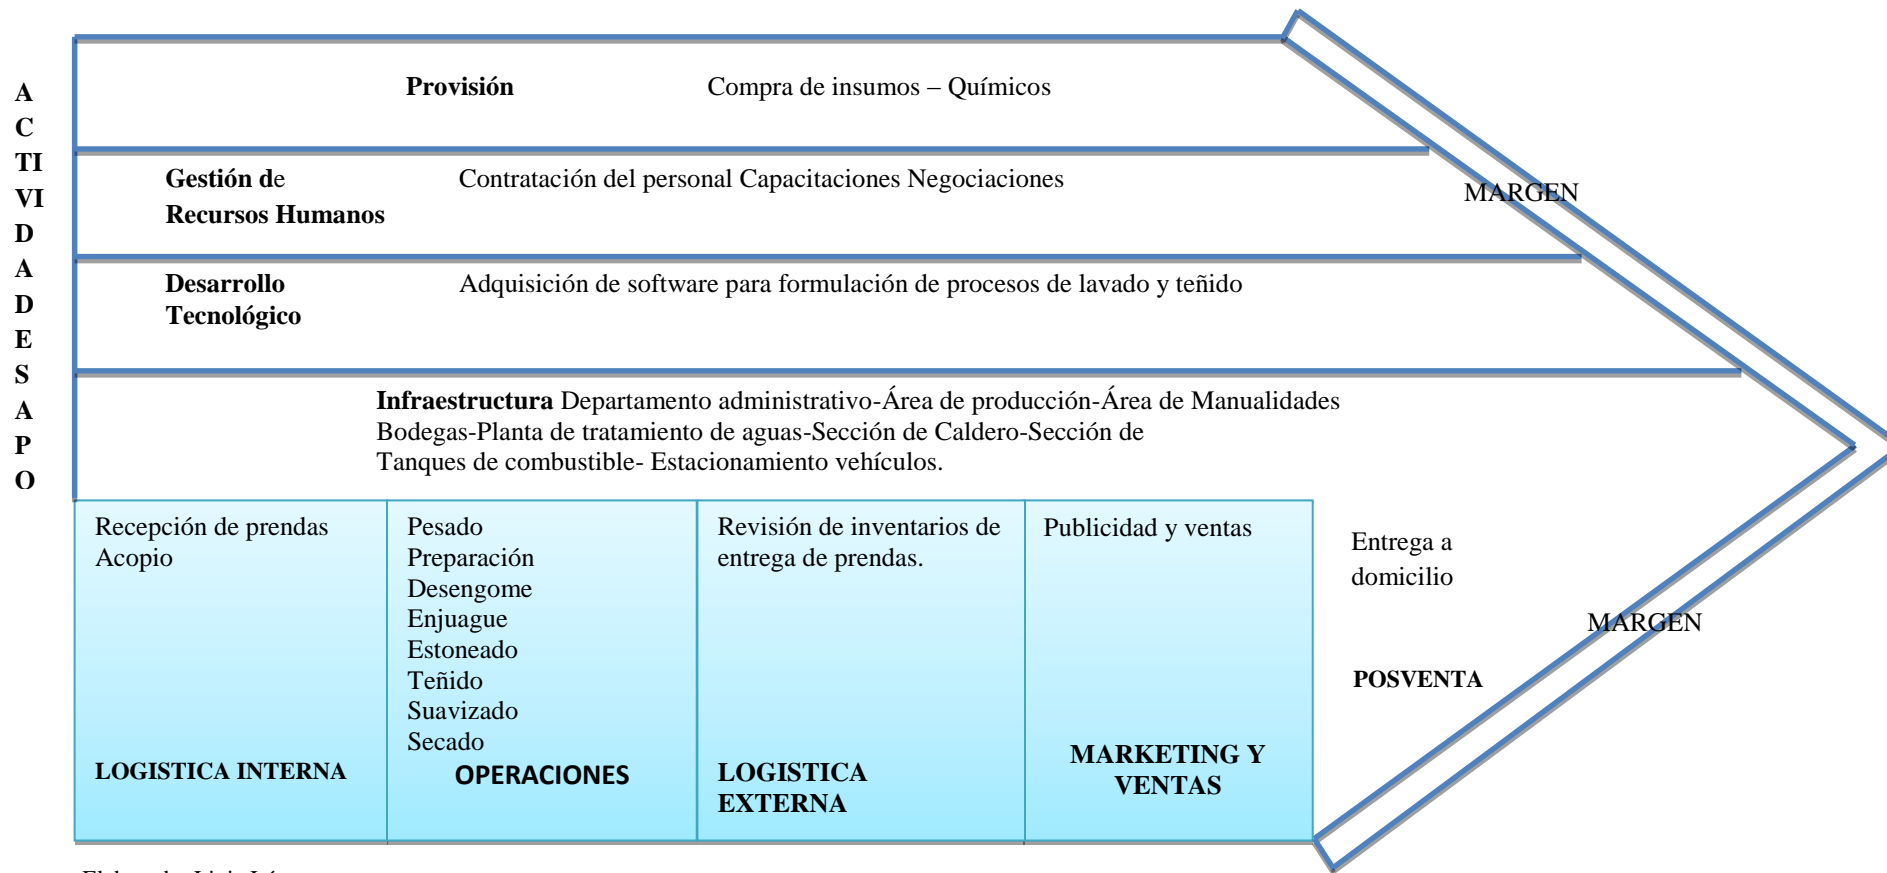 A
C
TI
VI
D
A
D
E
S
A
P
O
Provisión Compra de insumos – Químicos
Gestión de Contratación del personal Capacitaciones Negociaciones
Recursos Humanos
MARGEN
Desarrollo Adquisición de software para formulación de procesos de lavado y teñido
Tecnológico
Infraestructura Departamento administrativo-Área de producción-Área de Manualidades
Bodegas-Planta de tratamiento de aguas-Sección de Caldero-Sección de
Tanques de combustible- Estacionamiento vehículos.
Recepción de prendas
Acopio
LOGISTICA INTERNA
Pesado
Preparación
Desengome
Enjuague
Estoneado
Teñido
Suavizado
Secado
OPERACIONES
Revisión de inventarios de
entrega de prendas.
LOGISTICA
EXTERNA
Publicidad y ventas
MARKETING Y
VENTAS
Entrega a
domicilio
POSVENTA
MARGEN